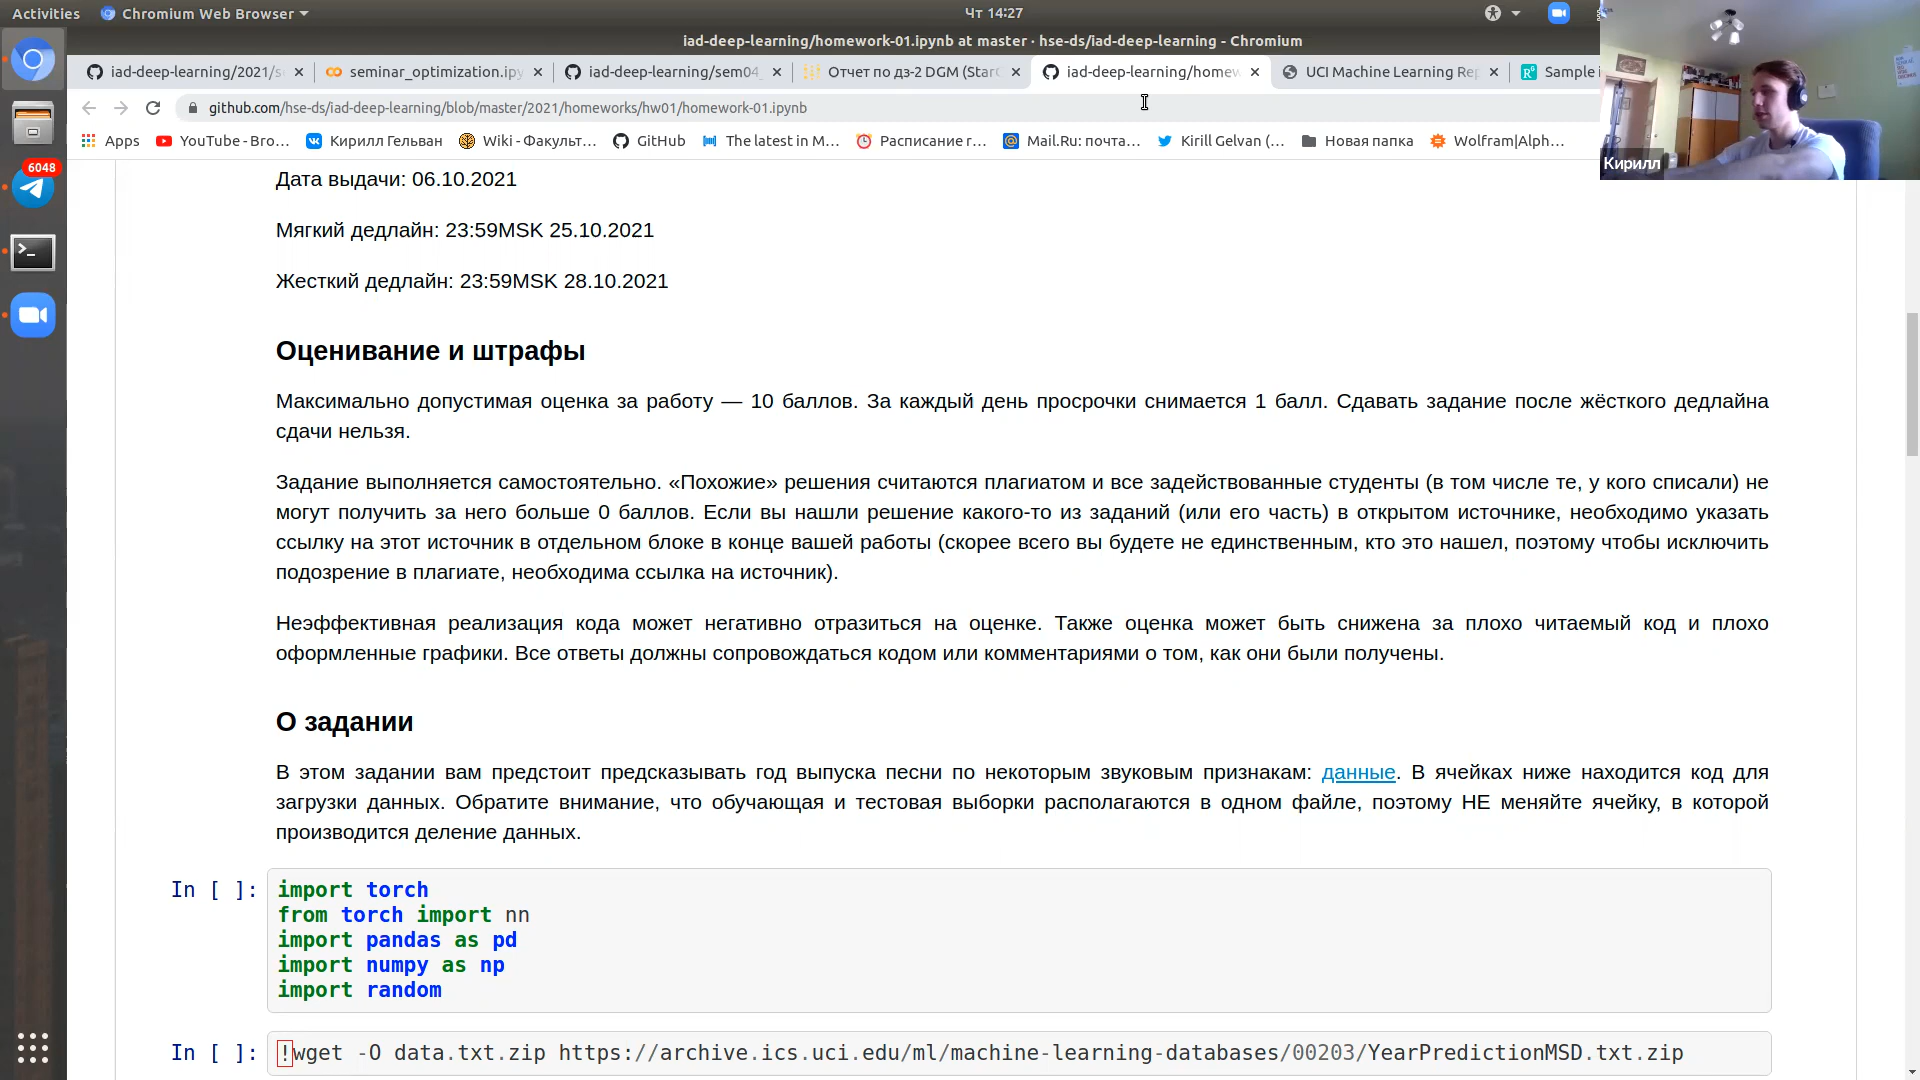 Activities
Chromium Web Browser
Чт 14:27
iad-deep-learning/homework-01.ipynb at master · hse-ds/iad-deep-learning - Chromium
iad-deep-learning/2021/s
seminar_optimization.ipy
iad-deep-learning/sem04_
Отчет по дз-2 DGM (Star
iad-deep-learning/homew
UCI Machine Learning Rep
Sample i
github.com/hse-ds/iad-deep-learning/blob/master/2021/homeworks/hw01/homework-01.ipynb
Apps
YouTube - Bro...
Кирилл Гельван
Wiki - Факульт...
GitHub
The latest in M...
Расписание г...
Mail.Ru: почта...
Kirill Gelvan (...
Новая папка
Wolfram|Alph...
Кирилл
6048
Дата выдачи: 06.10.2021
Мягкий дедлайн: 23:59MSK 25.10.2021
Жесткий дедлайн: 23:59MSK 28.10.2021
Оценивание и штрафы
Максимально допустимая оценка за работу — 10 баллов. За каждый день просрочки снимается 1 балл. Сдавать задание после жёсткого дедлайна
сдачи нельзя.
Задание выполняется самостоятельно. «Похожие» решения считаются плагиатом и все задействованные студенты (в том числе те, у кого списали) не
могут получить за него больше 0 баллов. Если вы нашли решение какого-то из заданий (или его часть) в открытом источнике, необходимо указать
ссылку на этот источник в отдельном блоке в конце вашей работы (скорее всего вы будете не единственным, кто это нашел, поэтому чтобы исключить
подозрение в плагиате, необходима ссылка на источник).
Неэффективная реализация кода может негативно отразиться на оценке. Также оценка может быть снижена за плохо читаемый код и плохо
оформленные графики. Все ответы должны сопровождаться кодом или комментариями о том, как они были получены.
О задании
В этом задании вам предстоит предсказывать год выпуска песни по некоторым звуковым признакам: данные. В ячейках ниже находится код для
загрузки данных. Обратите внимание, что обучающая и тестовая выборки располагаются в одном файле, поэтому НЕ меняйте ячейку, в которой
производится деление данных.
In [ ]:
import torch
from torch import nn
import pandas as pd
import numpy as np
import random
In [ ]:
!wget -O data.txt.zip https://archive.ics.uci.edu/ml/machine-learning-databases/00203/YearPredictionMSD.txt.zip